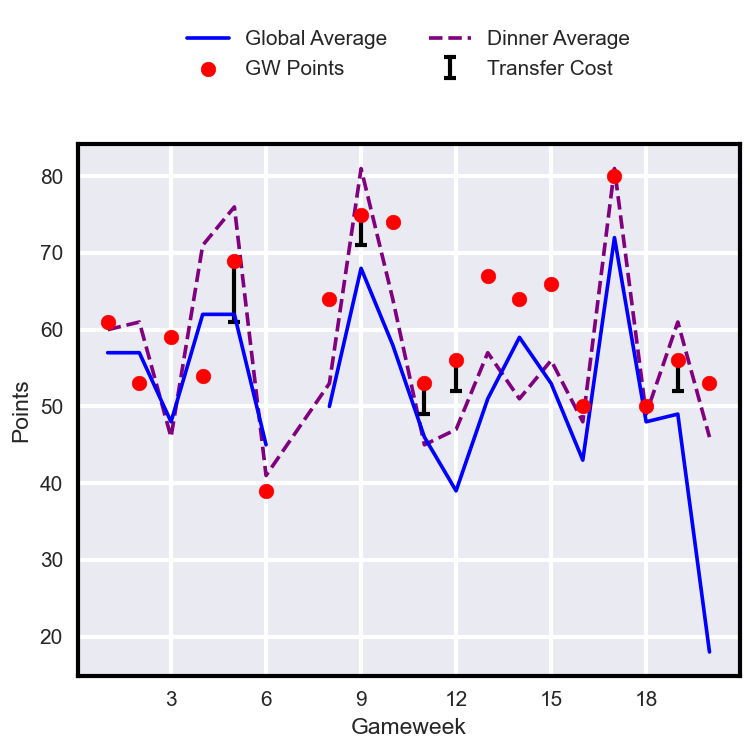 Global Average
Dinner Average
GW Points
Transfer Cost
80
70
60
50
40
30
20
Points
3
6
9
12
15
18
Gameweek